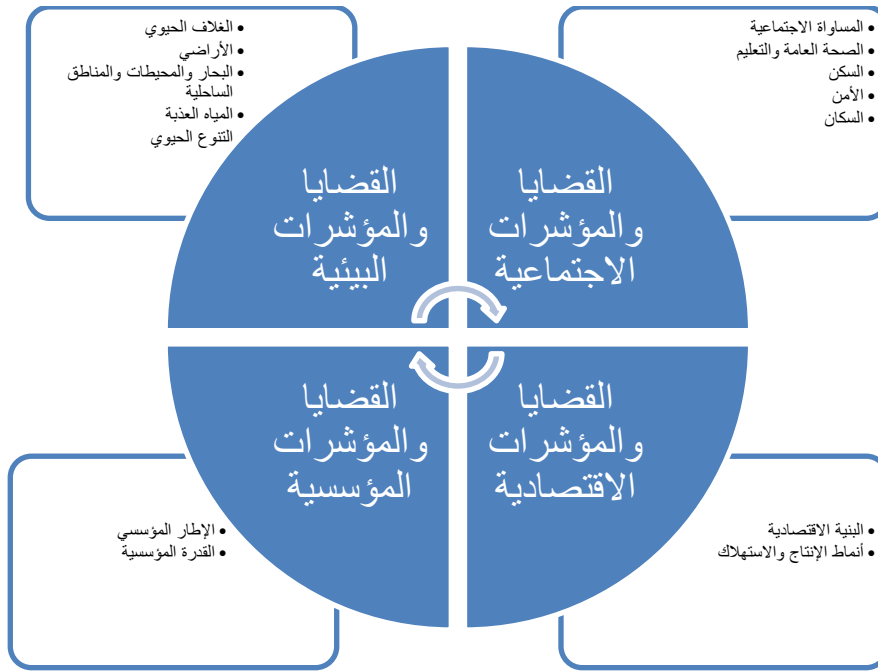 المساواة الاجتماعية
الصحة العامة والتعليم
السكن
الأمن
السكان
الغلاف الحيوي
الأراضي
البحار والمحيطات والمناطق
الساحلية
المياه العذبة
التنوع الحيوي
القضايا
والمؤشرات
الاجتماعية
القضايا
والمؤشرات
البيئية
القضايا
والمؤشرات
الاقتصادية
القضايا
والمؤشرات
المؤسسية
البنية الاقتصادية
أنماط الإنتاج والاستهلاك
الإطار المؤسسي
القدرة المؤسسية